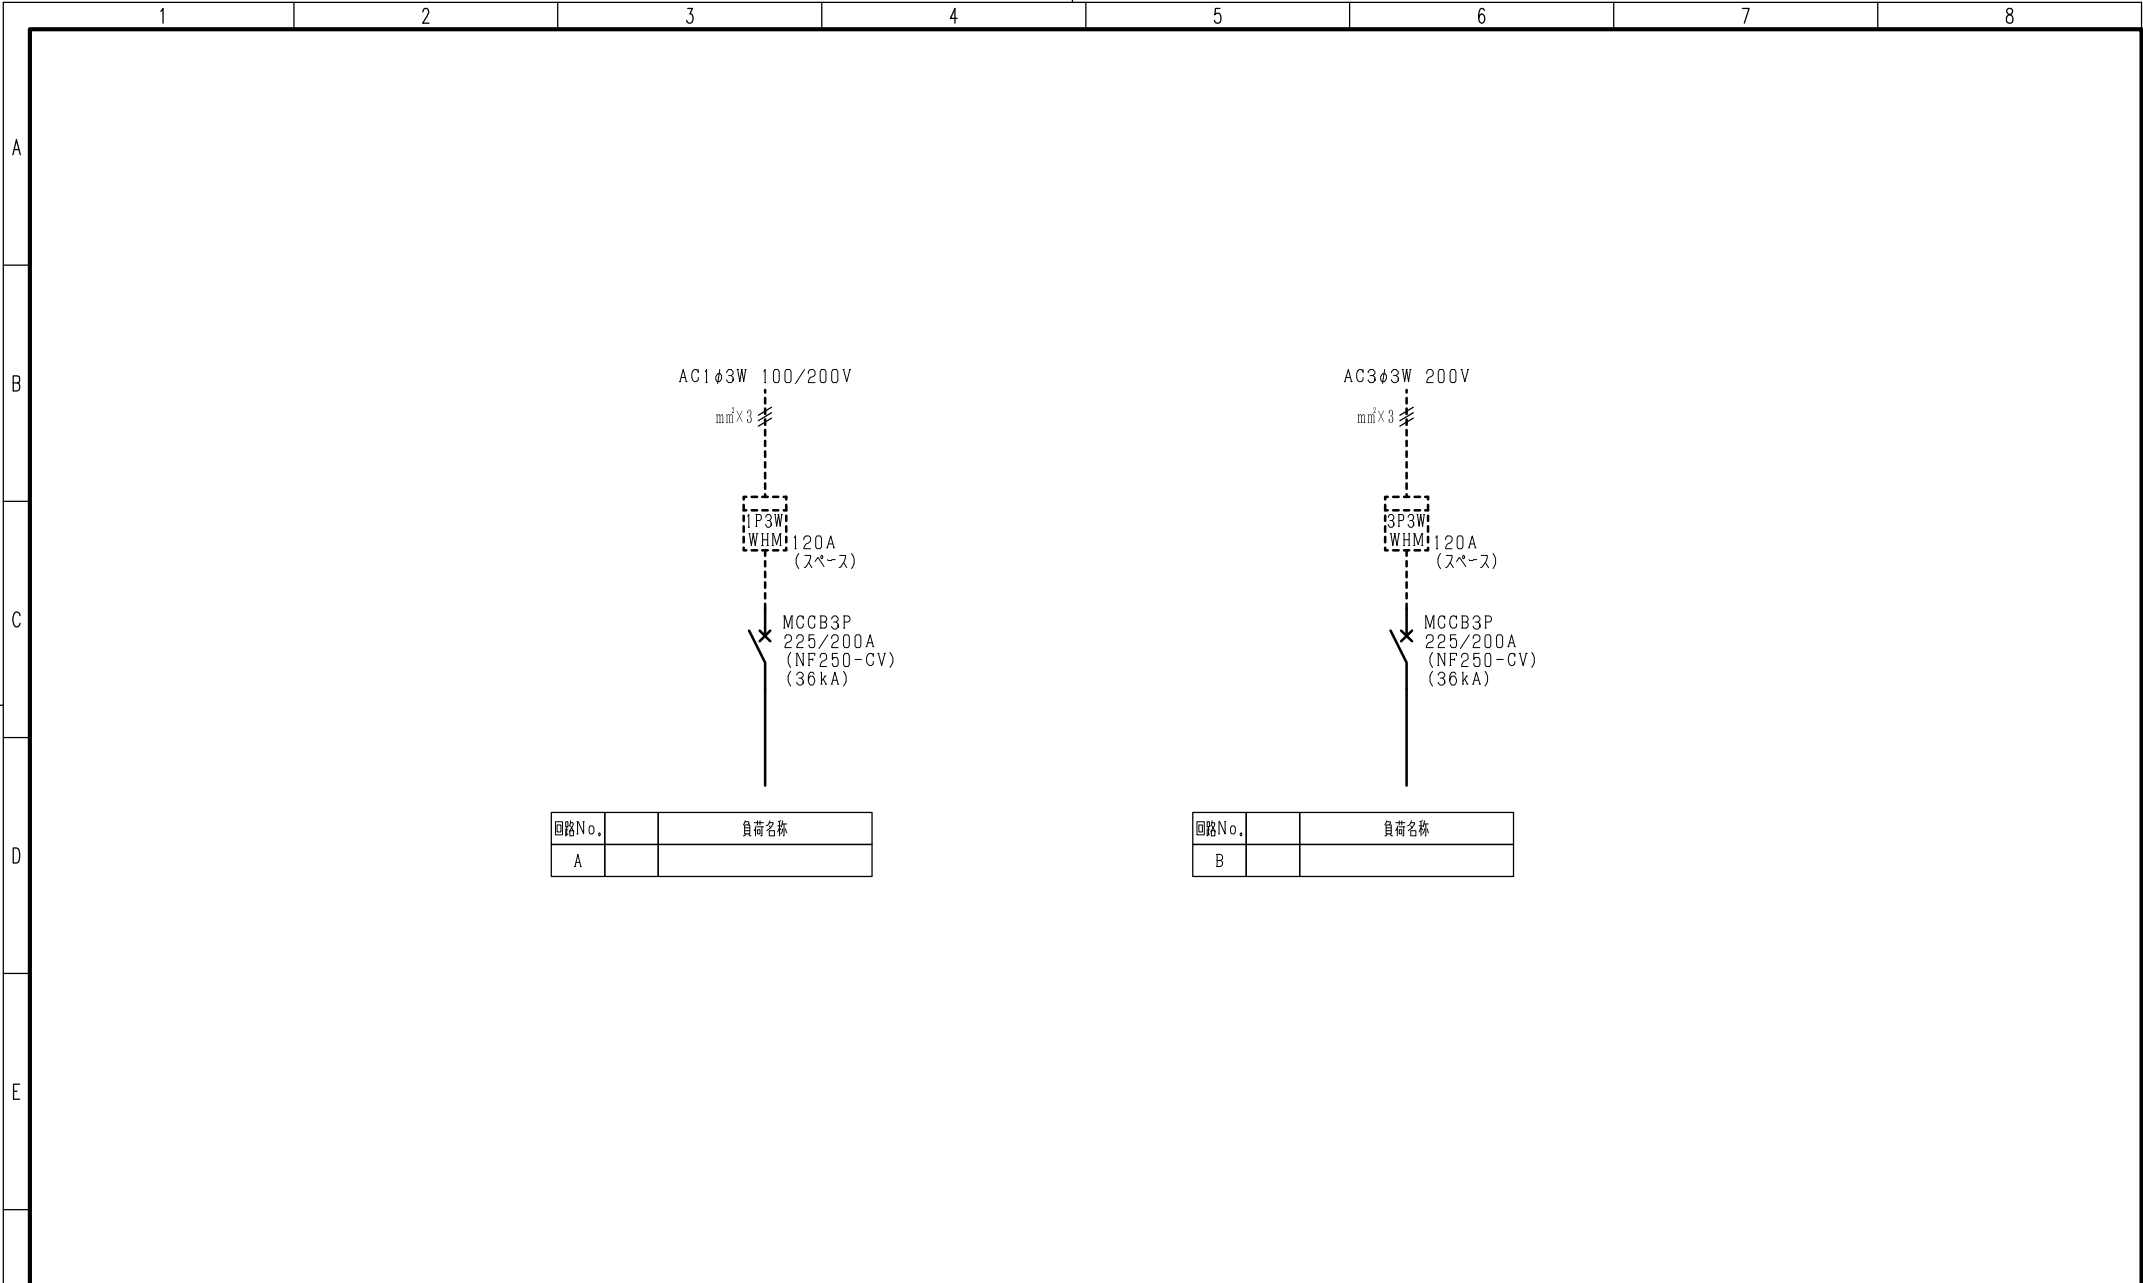 1 2 3 4 5 6 7 8
A
B
AC1φ3W 100/200V
mm²×3
1P3W
WHM
120A
(スペース)
MCCB3P
225/200A
(NF250-CV)
(36kA)
AC3φ3W 200V
mm²×3
3P3W
WHM
120A
(スペース)
MCCB3P
225/200A
(NF250-CV)
(36kA)
C
D
回路No. 負荷名称
A
回路No. 負荷名称
B
E